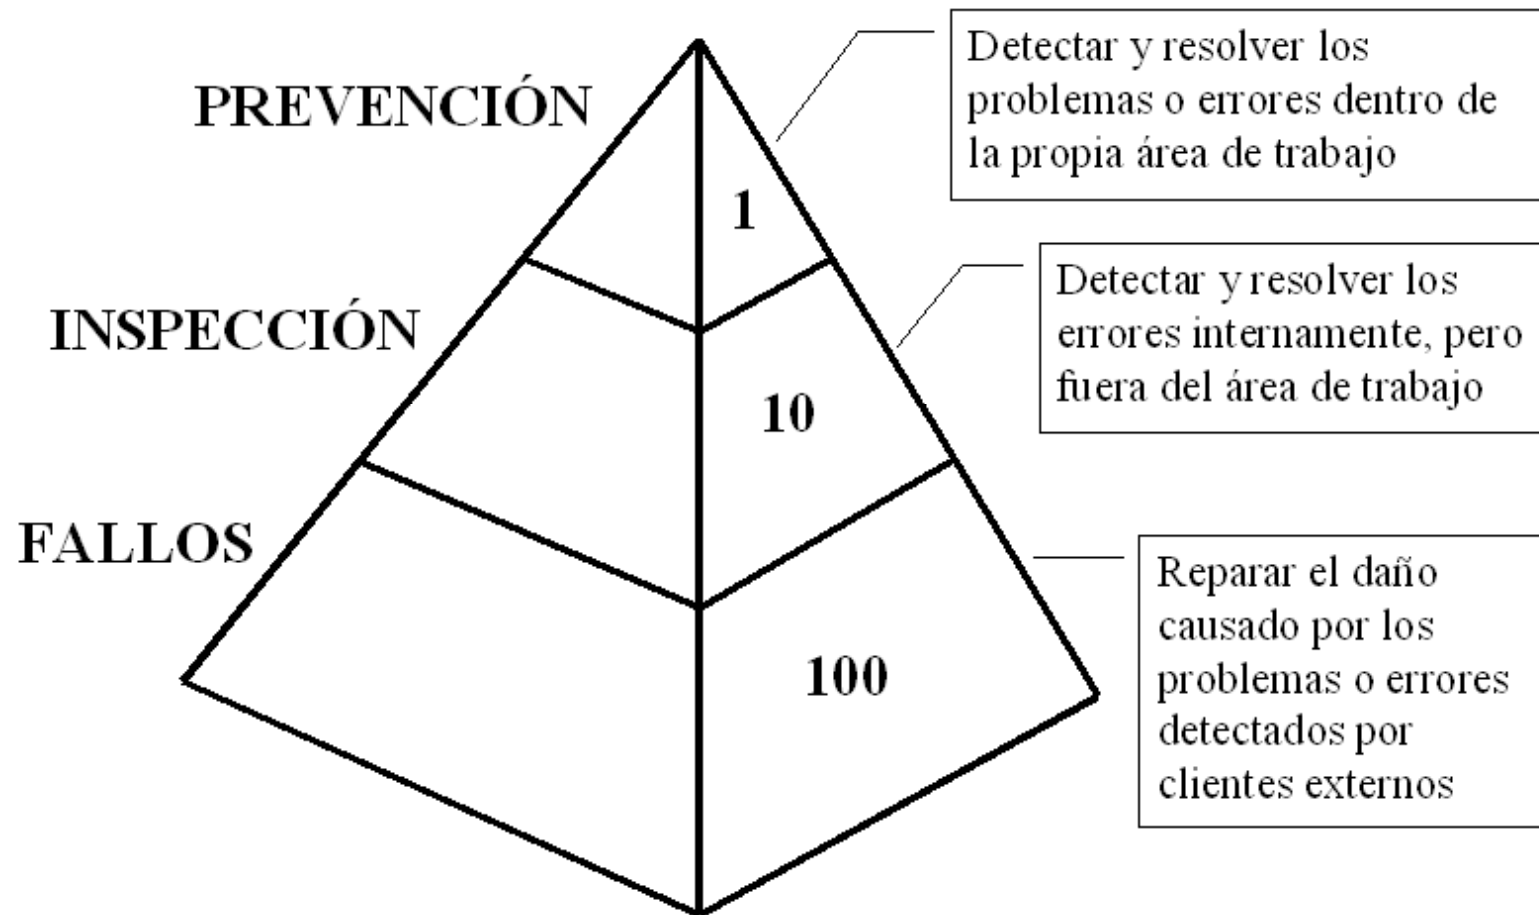 PREVENCIÓN
Detectar y resolver los
problemas o errores dentro de
la propia área de trabajo
1
INSPECCIÓN
Detectar y resolver los
errores internamente, pero
fuera del área de trabajo
10
FALLOS
Reparar el daño
causado por los
problemas o errores
detectados por
clientes externos
100